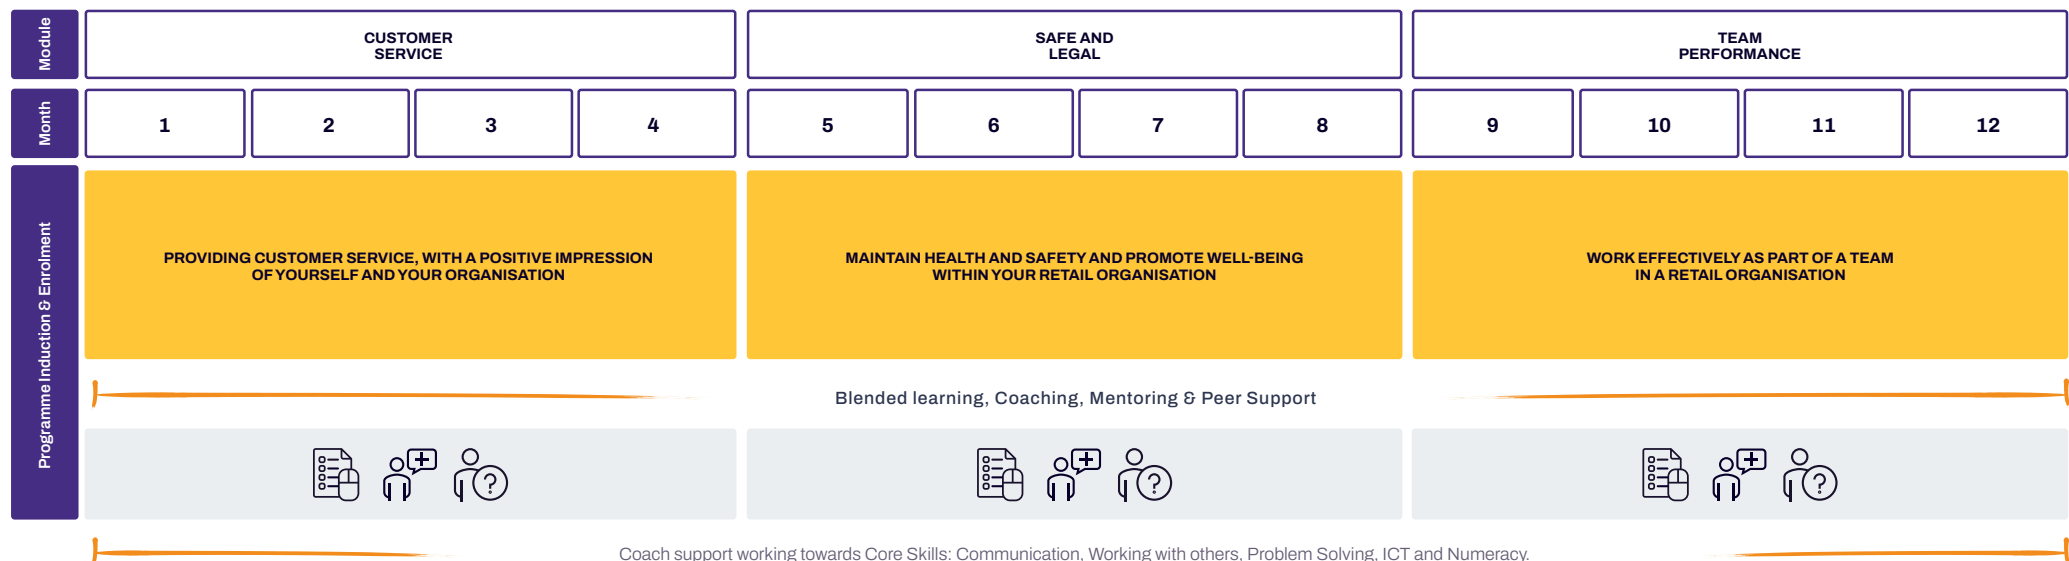 Module
CUSTOMER
SERVICE
SAFE AND
LEGAL
TEAM
PERFORMANCE
Month
1
2
3
4
5
6
7
8
9
10
11
12
Programme Induction & Enrolment
PROVIDING CUSTOMER SERVICE, WITH A POSITIVE IMPRESSION
OF YOURSELF AND YOUR ORGANISATION
MAINTAIN HEALTH AND SAFETY AND PROMOTE WELL-BEING
WITHIN YOUR RETAIL ORGANISATION
WORK EFFECTIVELY AS PART OF A TEAM
IN A RETAIL ORGANISATION
Blended learning, Coaching, Mentoring & Peer Support
?
?
?
Coach support working towards Core Skills: Communication, Working with others, Problem Solving, ICT and Numeracy.